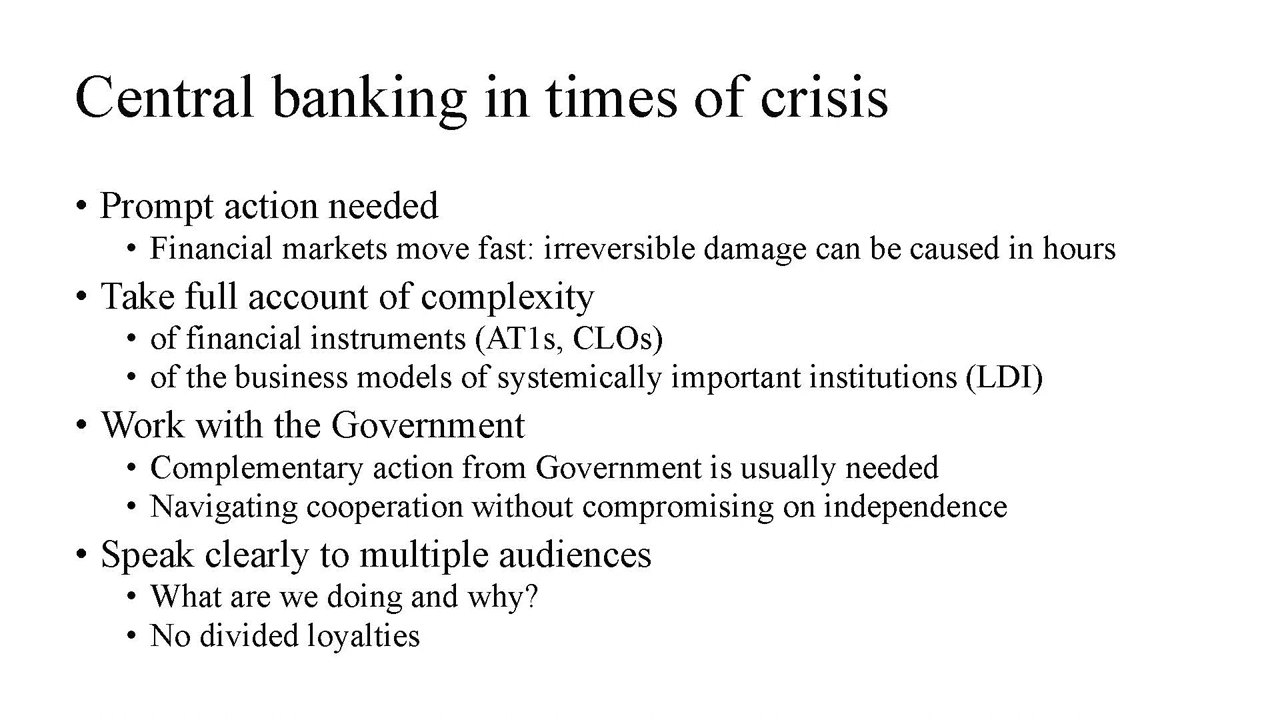 Central banking in times of crisis
• Prompt action needed
• Financial markets move fast: irreversible damage can be caused in hours
• Take full account of complexity
• of financial instruments (AT1s, CLOs)
• of the business models of systemically important institutions (LDI)
• Work with the Government
• Complementary action from Government is usually needed
• Navigating cooperation without compromising on independence
• Speak clearly to multiple audiences
• What are we doing and why?
• No divided loyalties